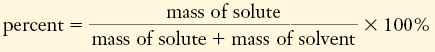 percent = mass of solute / mass of solute + mass of solvent × 100%